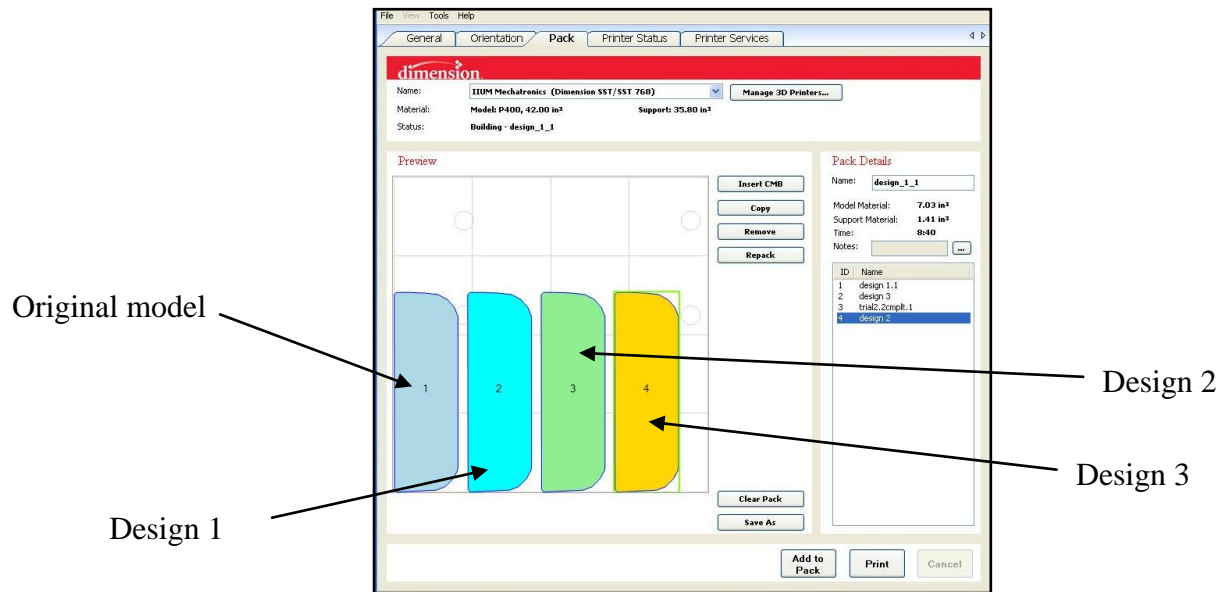 File View Tools Help
General Orientation Pack Printer Status Printer Services
dimension
Name: IIUM Mechatronics (Dimension SST/SST 768) Manage 3D Printers...
Material: Model: P400, 42.00 in³ Support: 35.80 in³
Status: Building - design_1_1
Preview
Insert CMB
Copy
Remove
Repack
1
2
3
4
Clear Pack
Save As
Pack Details
Name: design_1_1
Model Material: 7.03 in³
Support Material: 1.41 in³
Time: 8:40
Notes: ...
ID Name
1 design 1.1
2 design 3
3 trial2.2cmplt.1
4 design 2
Add to
Pack
Print
Cancel
Original model
Design 1
Design 2
Design 3